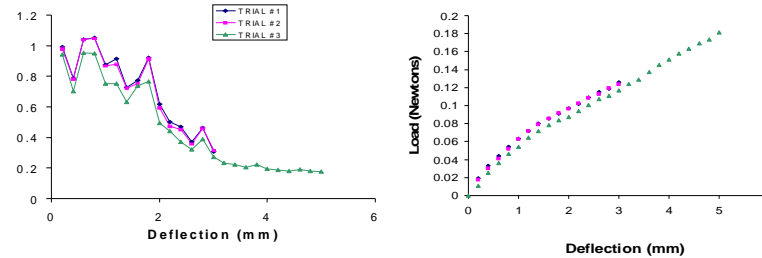 TRIAL #1
TRIAL #2
TRIAL #3
1.2
1
0.8
0.6
0.4
0.2
0
0 2 4 6
Deflection (mm)
0.2
0.18
0.16
0.14
0.12
0.1
0.08
0.06
0.04
0.02
0
0 1 2 3 4 5
Load (Newtons)
Deflection (mm)